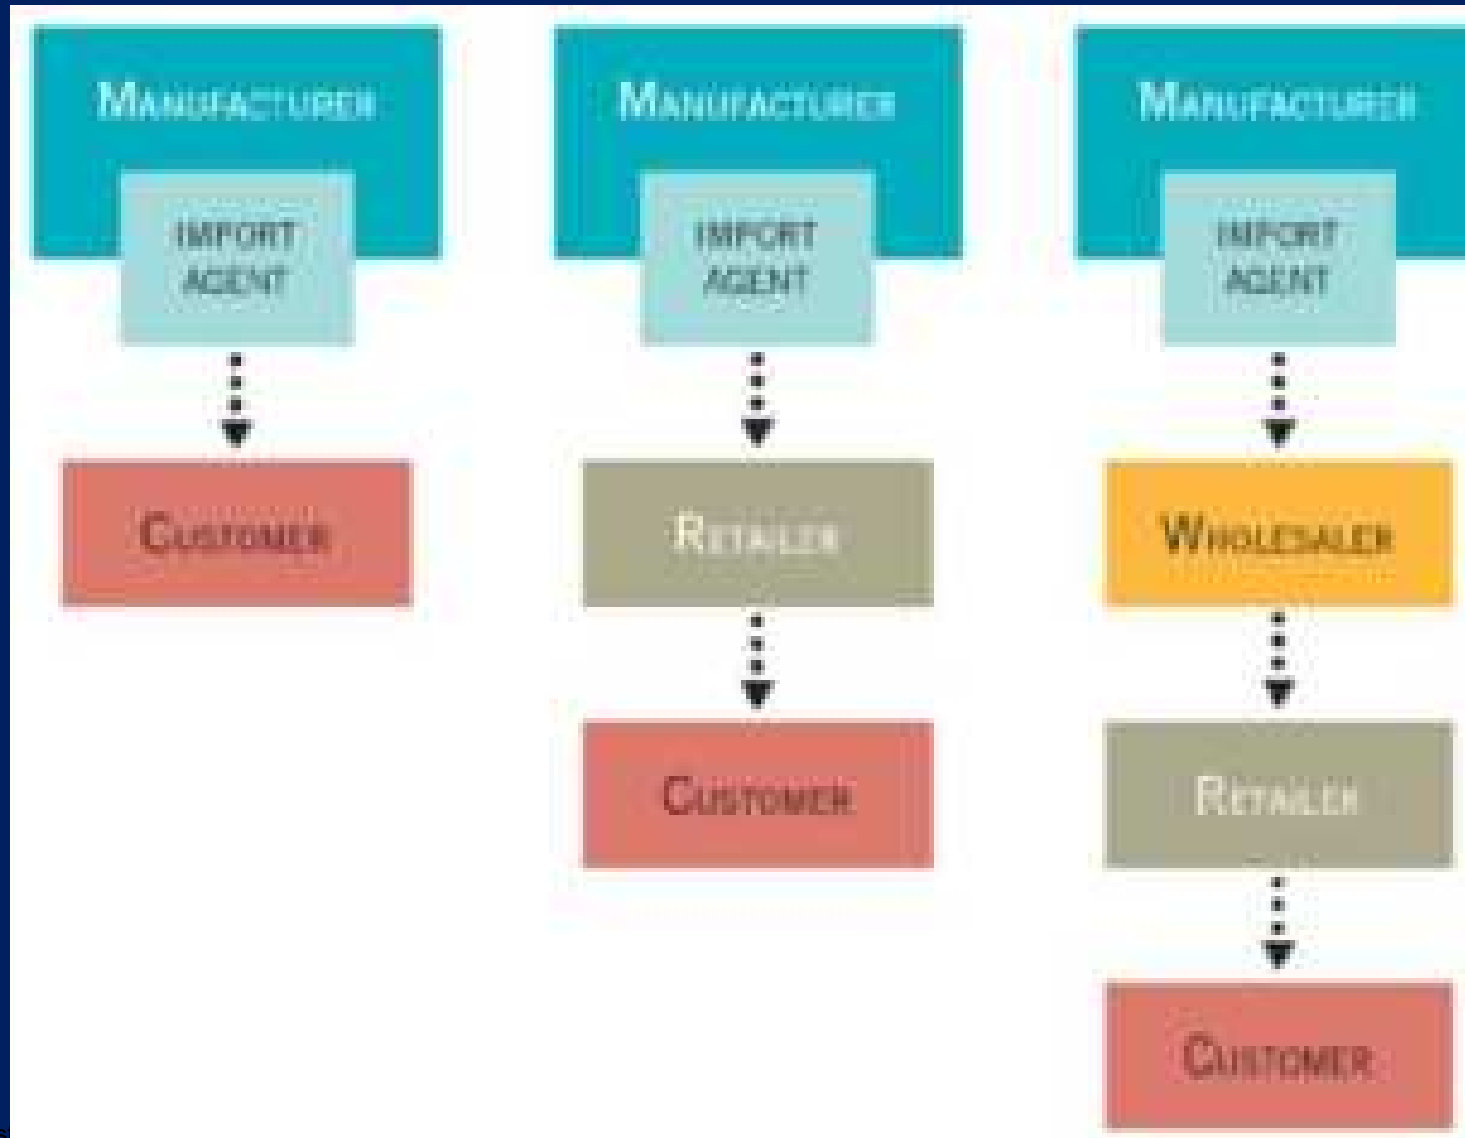 MANUFACTURER
IMPORT
AGENT
CUSTOMER
MANUFACTURER
IMPORT
AGENT
RETAILER
CUSTOMER
MANUFACTURER
IMPORT
AGENT
WHOLESALER
RETAILER
CUSTOMER